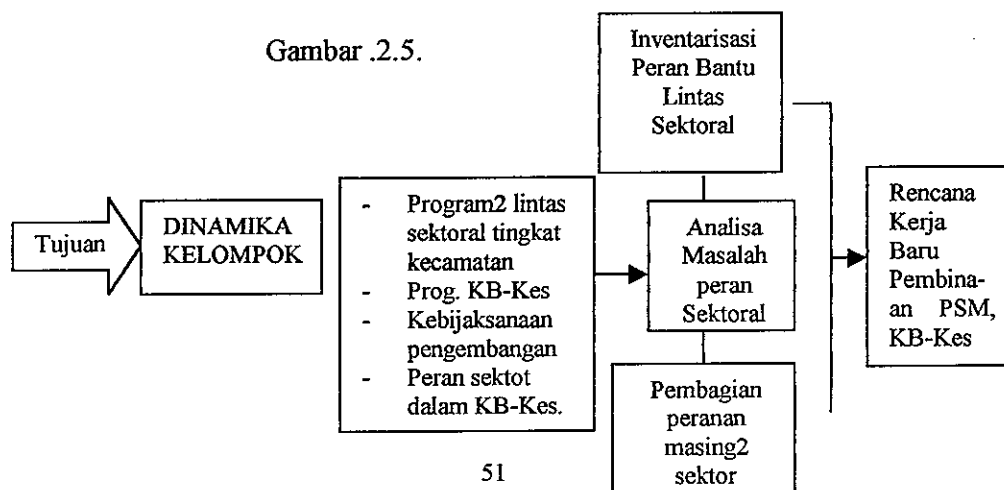 Gambar .2.5.
Tujuan
DINAMIKA
KELOMPOK
- Program2 lintas
sektoral tingkat
kecamatan
- Prog. KB-Kes
- Kebijaksanaan
pengembangan
- Peran sektot
dalam KB-Kes.
Inventarisasi
Peran Bantu
Lintas
Sektoral
Analisa
Masalah
peran
Sektoral
Pembagian
peranan
masing2
sektor
Rencana
Kerja
Baru
Pembina-
an PSM,
KB-Kes
51